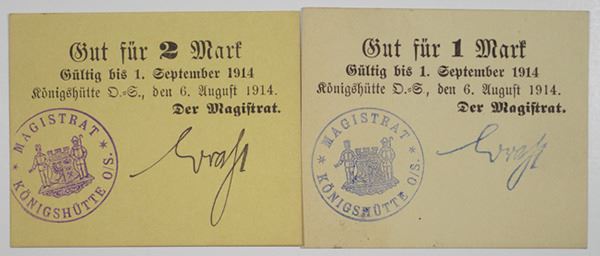 Gut für 2 Mark
Gültig bis 1. September 1914
Königshütte O.=S., den 6. August 1914.
Der Magistrat.
* MAGISTRAT *
KÖNIGSHÜTTE O/S.
Gut für 1 Mark
Gültig bis 1. September 1914
Königshütte O.=S., den 6. August 1914.
Der Magistrat.
* MAGISTRAT *
KÖNIGSHÜTTE O/S.